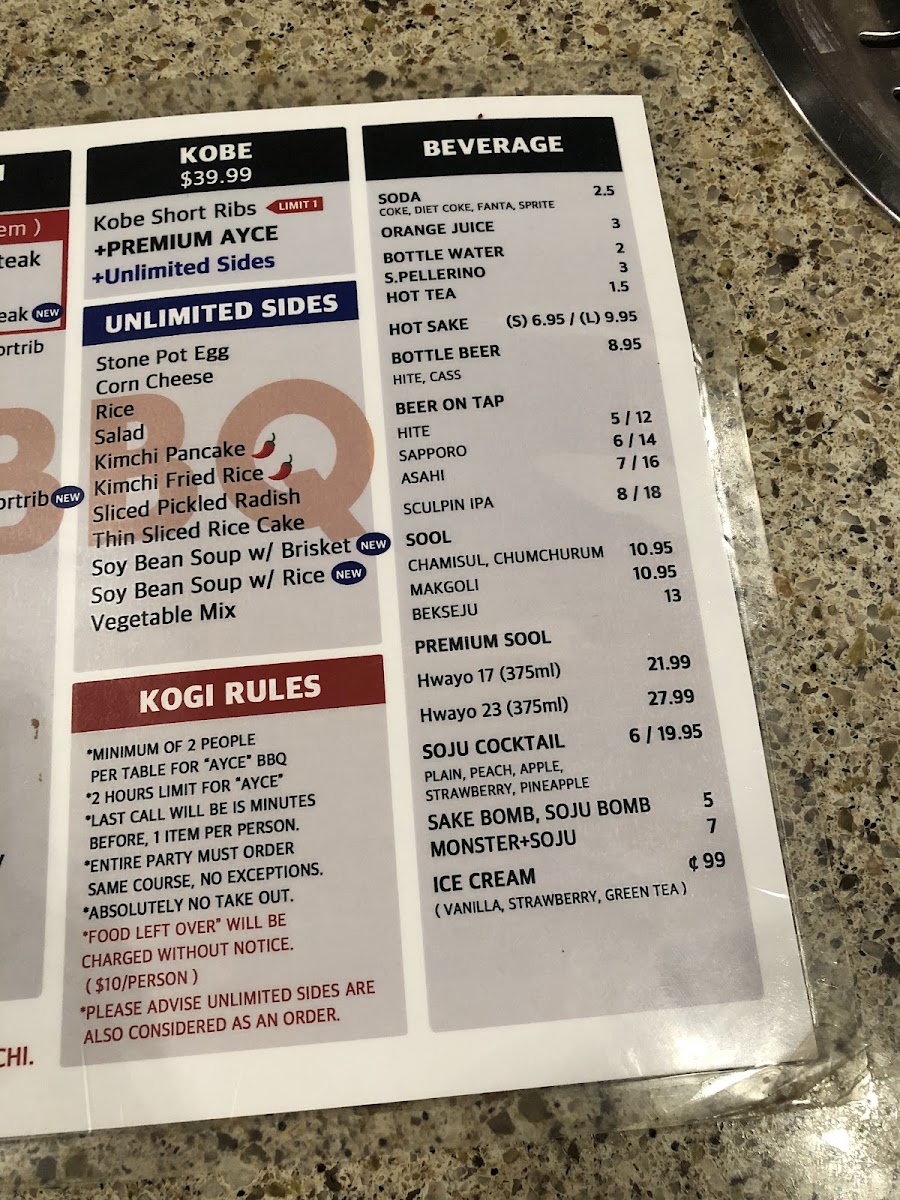 em )
teak
eak NEW
ortrib
ortrib NEW
CHI.
KOBE
$39.99
Kobe Short Ribs LIMIT 1
+PREMIUM AYCE
+Unlimited Sides
UNLIMITED SIDES
Stone Pot Egg
Corn Cheese
Rice
Salad
Kimchi Pancake
Kimchi Fried Rice
Sliced Pickled Radish
Thin Sliced Rice Cake
Soy Bean Soup w/ Brisket NEW
Soy Bean Soup w/ Rice NEW
Vegetable Mix
BBQ
KOGI RULES
*MINIMUM OF 2 PEOPLE
PER TABLE FOR "AYCE" BBQ
*2 HOURS LIMIT FOR "AYCE"
*LAST CALL WILL BE IS MINUTES
BEFORE, 1 ITEM PER PERSON.
*ENTIRE PARTY MUST ORDER
SAME COURSE, NO EXCEPTIONS.
*ABSOLUTELY NO TAKE OUT.
*FOOD LEFT OVER" WILL BE
CHARGED WITHOUT NOTICE.
( $10/PERSON )
*PLEASE ADVISE UNLIMITED SIDES ARE
ALSO CONSIDERED AS AN ORDER.
BEVERAGE
SODA 2.5
COKE, DIET COKE, FANTA, SPRITE
ORANGE JUICE 3
BOTTLE WATER 2
S.PELLERINO 3
HOT TEA 1.5
HOT SAKE (S) 6.95 / (L) 9.95
BOTTLE BEER 8.95
HITE, CASS
BEER ON TAP
HITE 5 / 12
SAPPORO 6 / 14
ASAHI 7 / 16
SCULPIN IPA 8 / 18
SOOL
CHAMISUL, CHUMCHURUM 10.95
MAKGOLI 10.95
BEKSEJU 13
PREMIUM SOOL
Hwayo 17 (375ml) 21.99
Hwayo 23 (375ml) 27.99
SOJU COCKTAIL 6 / 19.95
PLAIN, PEACH, APPLE,
STRAWBERRY, PINEAPPLE
SAKE BOMB, SOJU BOMB 5
MONSTER+SOJU 7
ICE CREAM ¢ 99
( VANILLA, STRAWBERRY, GREEN TEA )